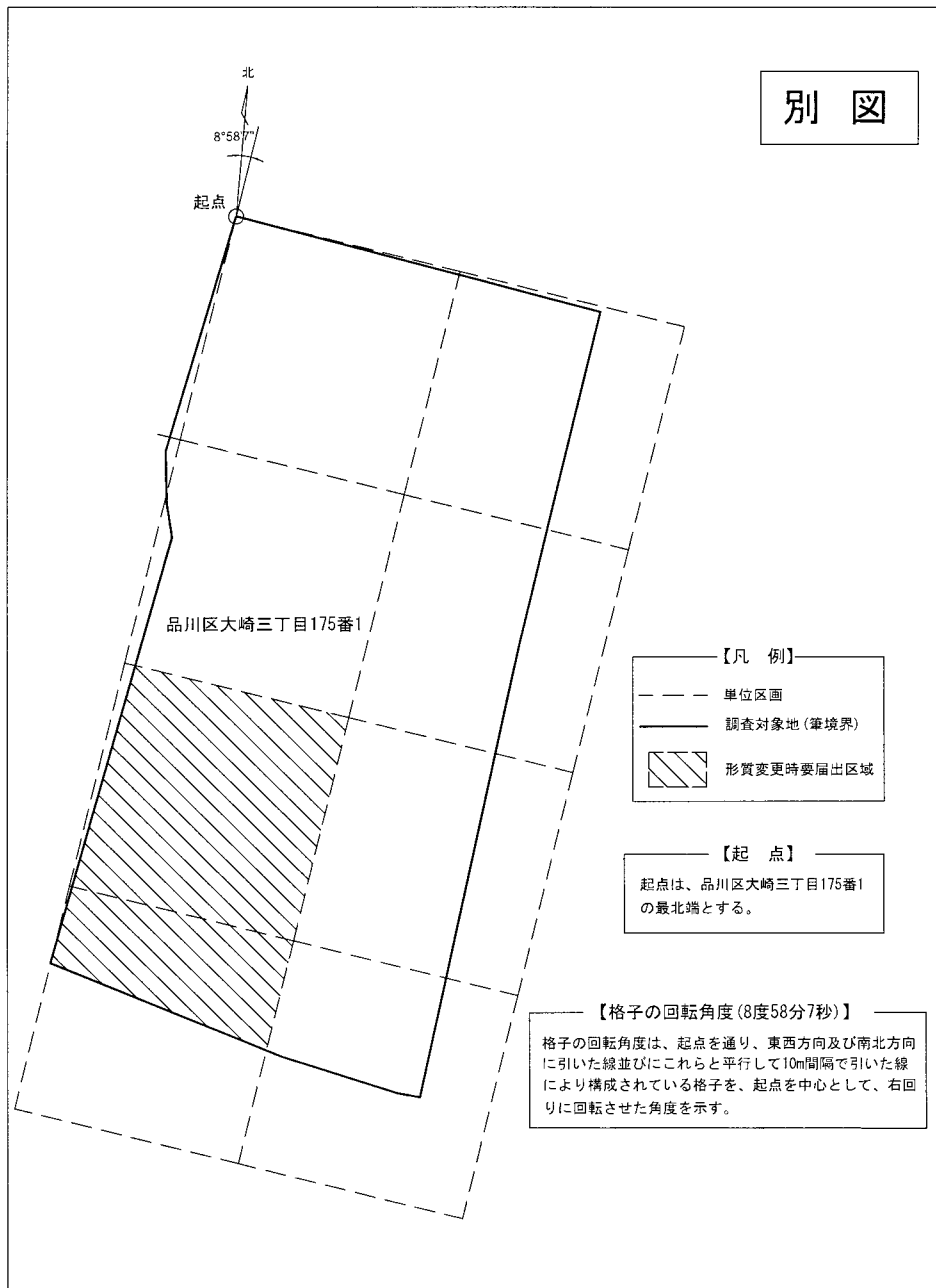 別 図
北
8°58'7"
起点
品川区大崎三丁目175番1
【凡 例】
単位区画
調査対象地(筆境界)
形質変更時要届出区域
【起 点】
起点は、品川区大崎三丁目175番1
の最北端とする。
【格子の回転角度(8度58分7秒)】
格子の回転角度は、起点を通り、東西方向及び南北方向
に引いた線並びにこれらと平行して10m間隔で引いた線
により構成されている格子を、起点を中心として、右回
りに回転させた角度を示す。